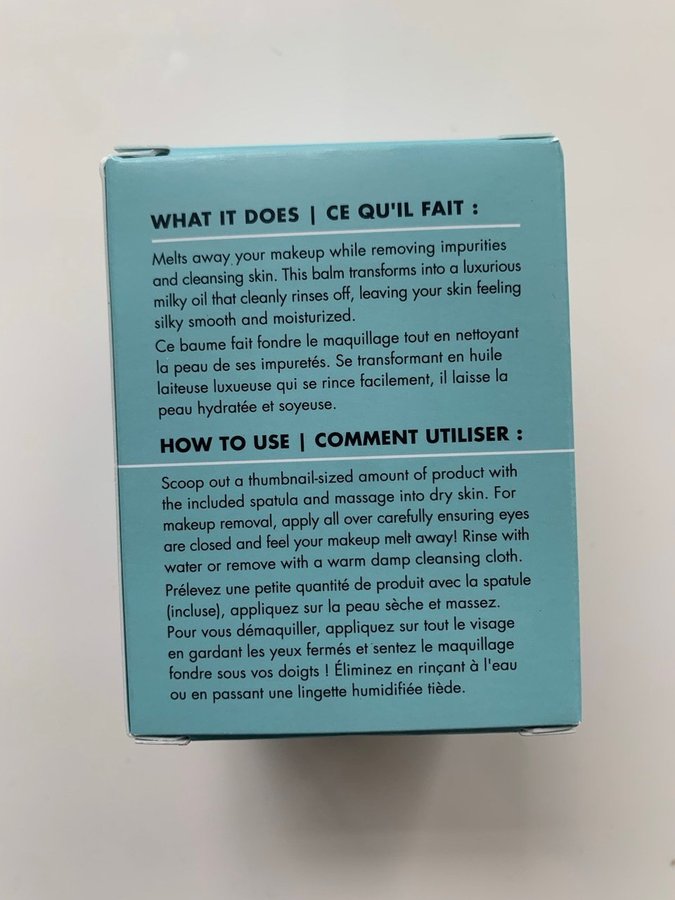 WHAT IT DOES | CE QU'IL FAIT :
Melts away your makeup while removing impurities
and cleansing skin. This balm transforms into a luxurious
milky oil that cleanly rinses off, leaving your skin feeling
silky smooth and moisturized.
Ce baume fait fondre le maquillage tout en nettoyant
la peau de ses impuretés. Se transformant en huile
laiteuse luxueuse qui se rince facilement, il laisse la
peau hydratée et soyeuse.
HOW TO USE | COMMENT UTILISER :
Scoop out a thumbnail-sized amount of product with
the included spatula and massage into dry skin. For
makeup removal, apply all over carefully ensuring eyes
are closed and feel your makeup melt away! Rinse with
water or remove with a warm damp cleansing cloth.
Prélevez une petite quantité de produit avec la spatule
(incluse), appliquez sur la peau sèche et massez.
Pour vous démaquiller, appliquez sur tout le visage
en gardant les yeux fermés et sentez le maquillage
fondre sous vos doigts ! Éliminez en rinçant à l'eau
ou en passant une lingette humidifiée tiède.